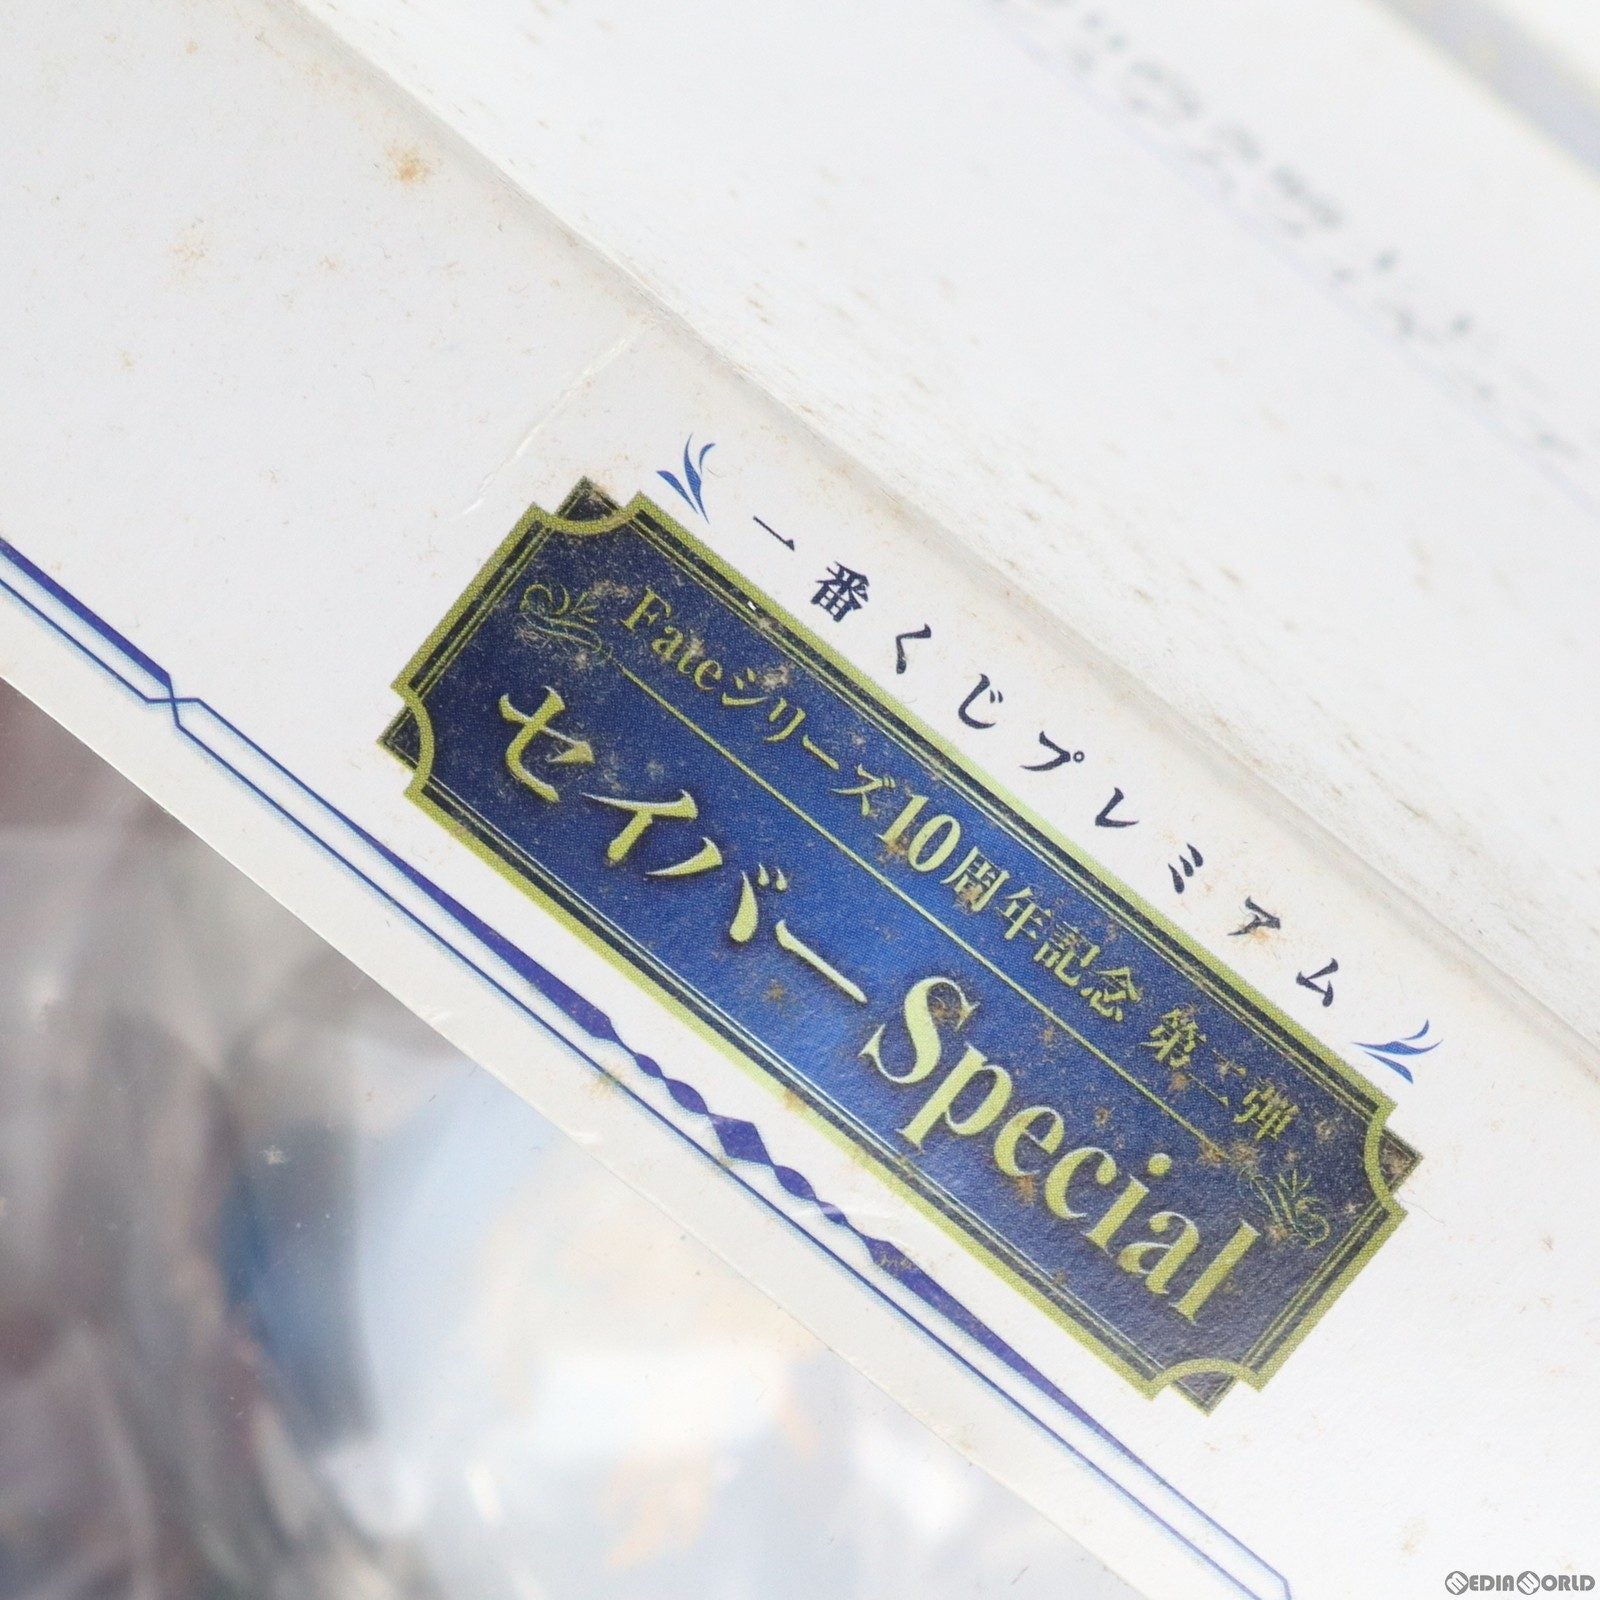 一番くじプレミアム
Fateシリーズ10周年記念 第二弾
セイバーSpecial
MEDIAWORLD